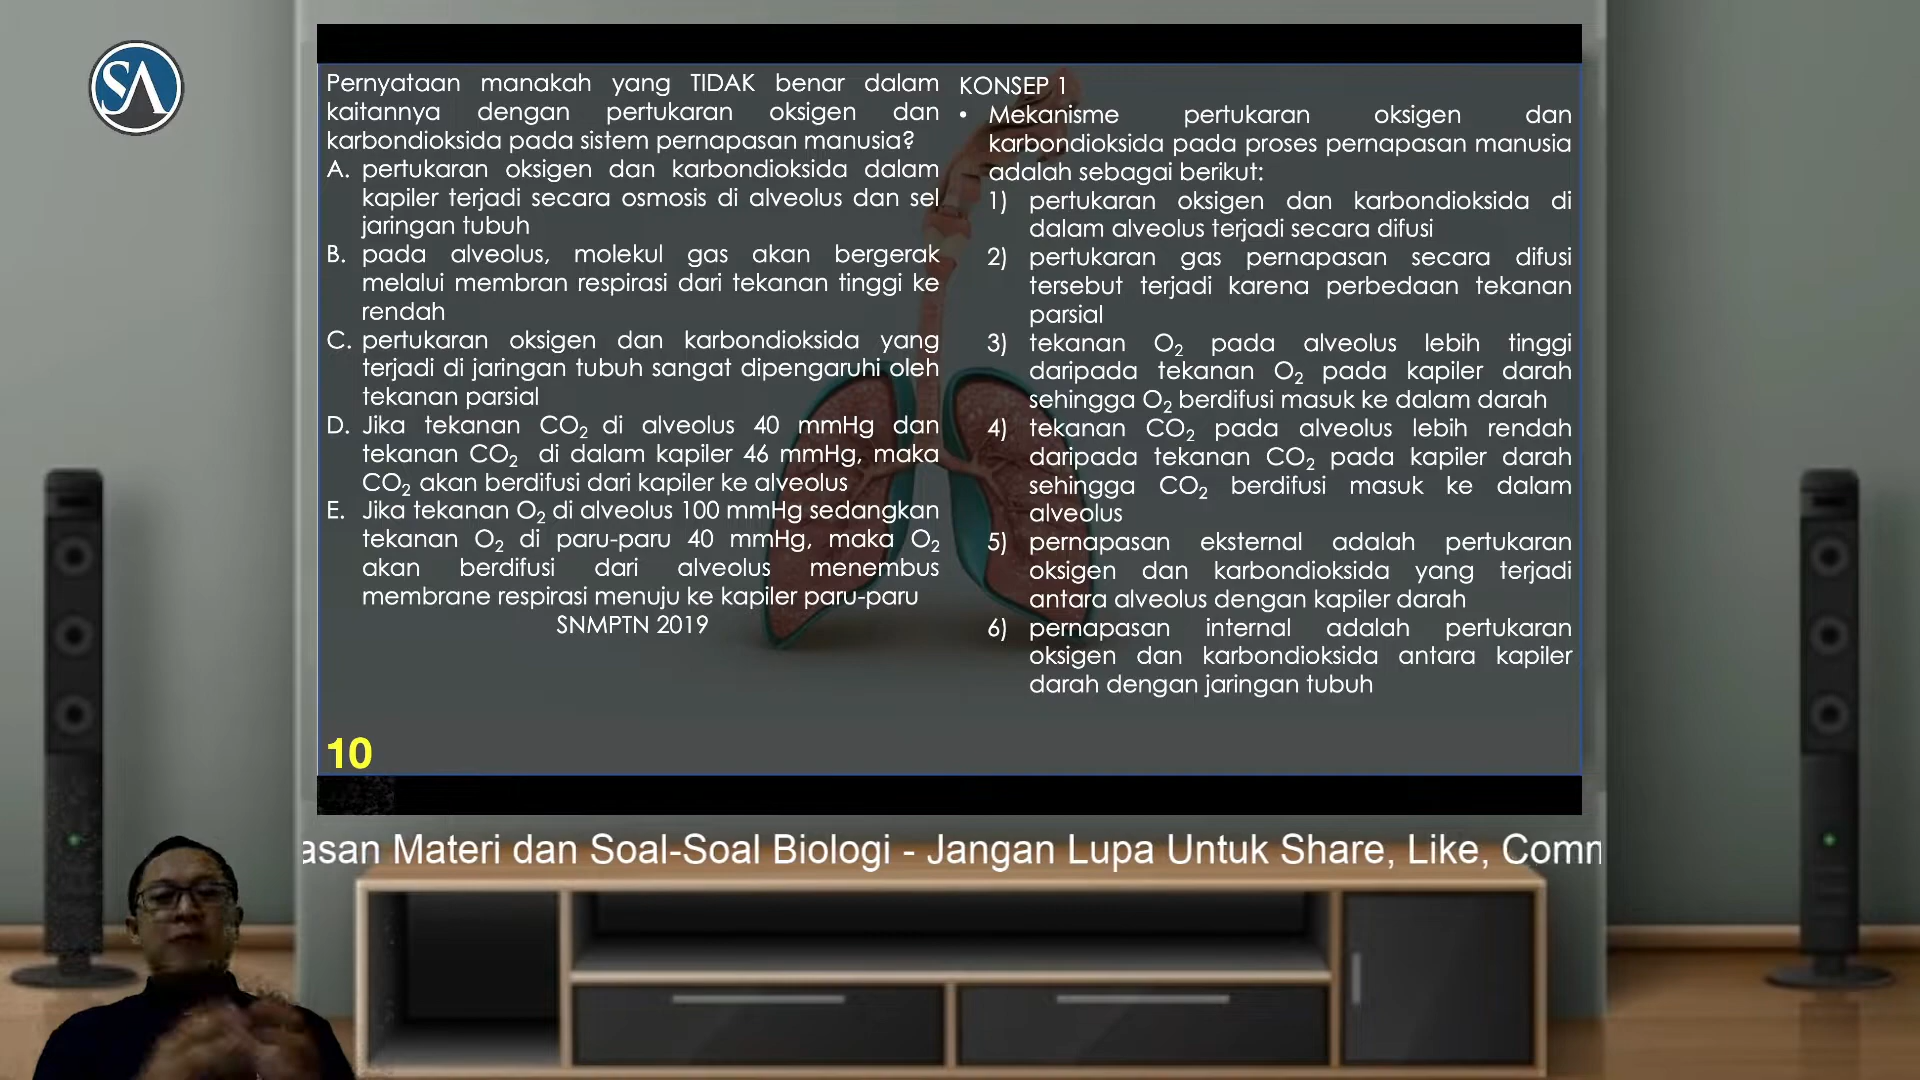 SA
Pernyataan manakah yang TIDAK benar dalam
kaitannya dengan pertukaran oksigen dan
karbondioksida pada sistem pernapasan manusia?
A. pertukaran oksigen dan karbondioksida dalam
kapiler terjadi secara osmosis di alveolus dan sel
jaringan tubuh
B. pada alveolus, molekul gas akan bergerak
melalui membran respirasi dari tekanan tinggi ke
rendah
C. pertukaran oksigen dan karbondioksida yang
terjadi di jaringan tubuh sangat dipengaruhi oleh
tekanan parsial
D. Jika tekanan CO₂ di alveolus 40 mmHg dan
tekanan CO₂ di dalam kapiler 46 mmHg, maka
CO₂ akan berdifusi dari kapiler ke alveolus
E. Jika tekanan O₂ di alveolus 100 mmHg sedangkan
tekanan O₂ di paru-paru 40 mmHg, maka O₂
akan berdifusi dari alveolus menembus
membrane respirasi menuju ke kapiler paru-paru
SNMPTN 2019
10
KONSEP 1
• Mekanisme pertukaran oksigen dan
karbondioksida pada proses pernapasan manusia
adalah sebagai berikut:
1) pertukaran oksigen dan karbondioksida di
dalam alveolus terjadi secara difusi
2) pertukaran gas pernapasan secara difusi
tersebut terjadi karena perbedaan tekanan
parsial
3) tekanan O₂ pada alveolus lebih tinggi
daripada tekanan O₂ pada kapiler darah
sehingga O₂ berdifusi masuk ke dalam darah
4) tekanan CO₂ pada alveolus lebih rendah
daripada tekanan CO₂ pada kapiler darah
sehingga CO₂ berdifusi masuk ke dalam
alveolus
5) pernapasan eksternal adalah pertukaran
oksigen dan karbondioksida yang terjadi
antara alveolus dengan kapiler darah
6) pernapasan internal adalah pertukaran
oksigen dan karbondioksida antara kapiler
darah dengan jaringan tubuh
asan Materi dan Soal-Soal Biologi - Jangan Lupa Untuk Share, Like, Comm